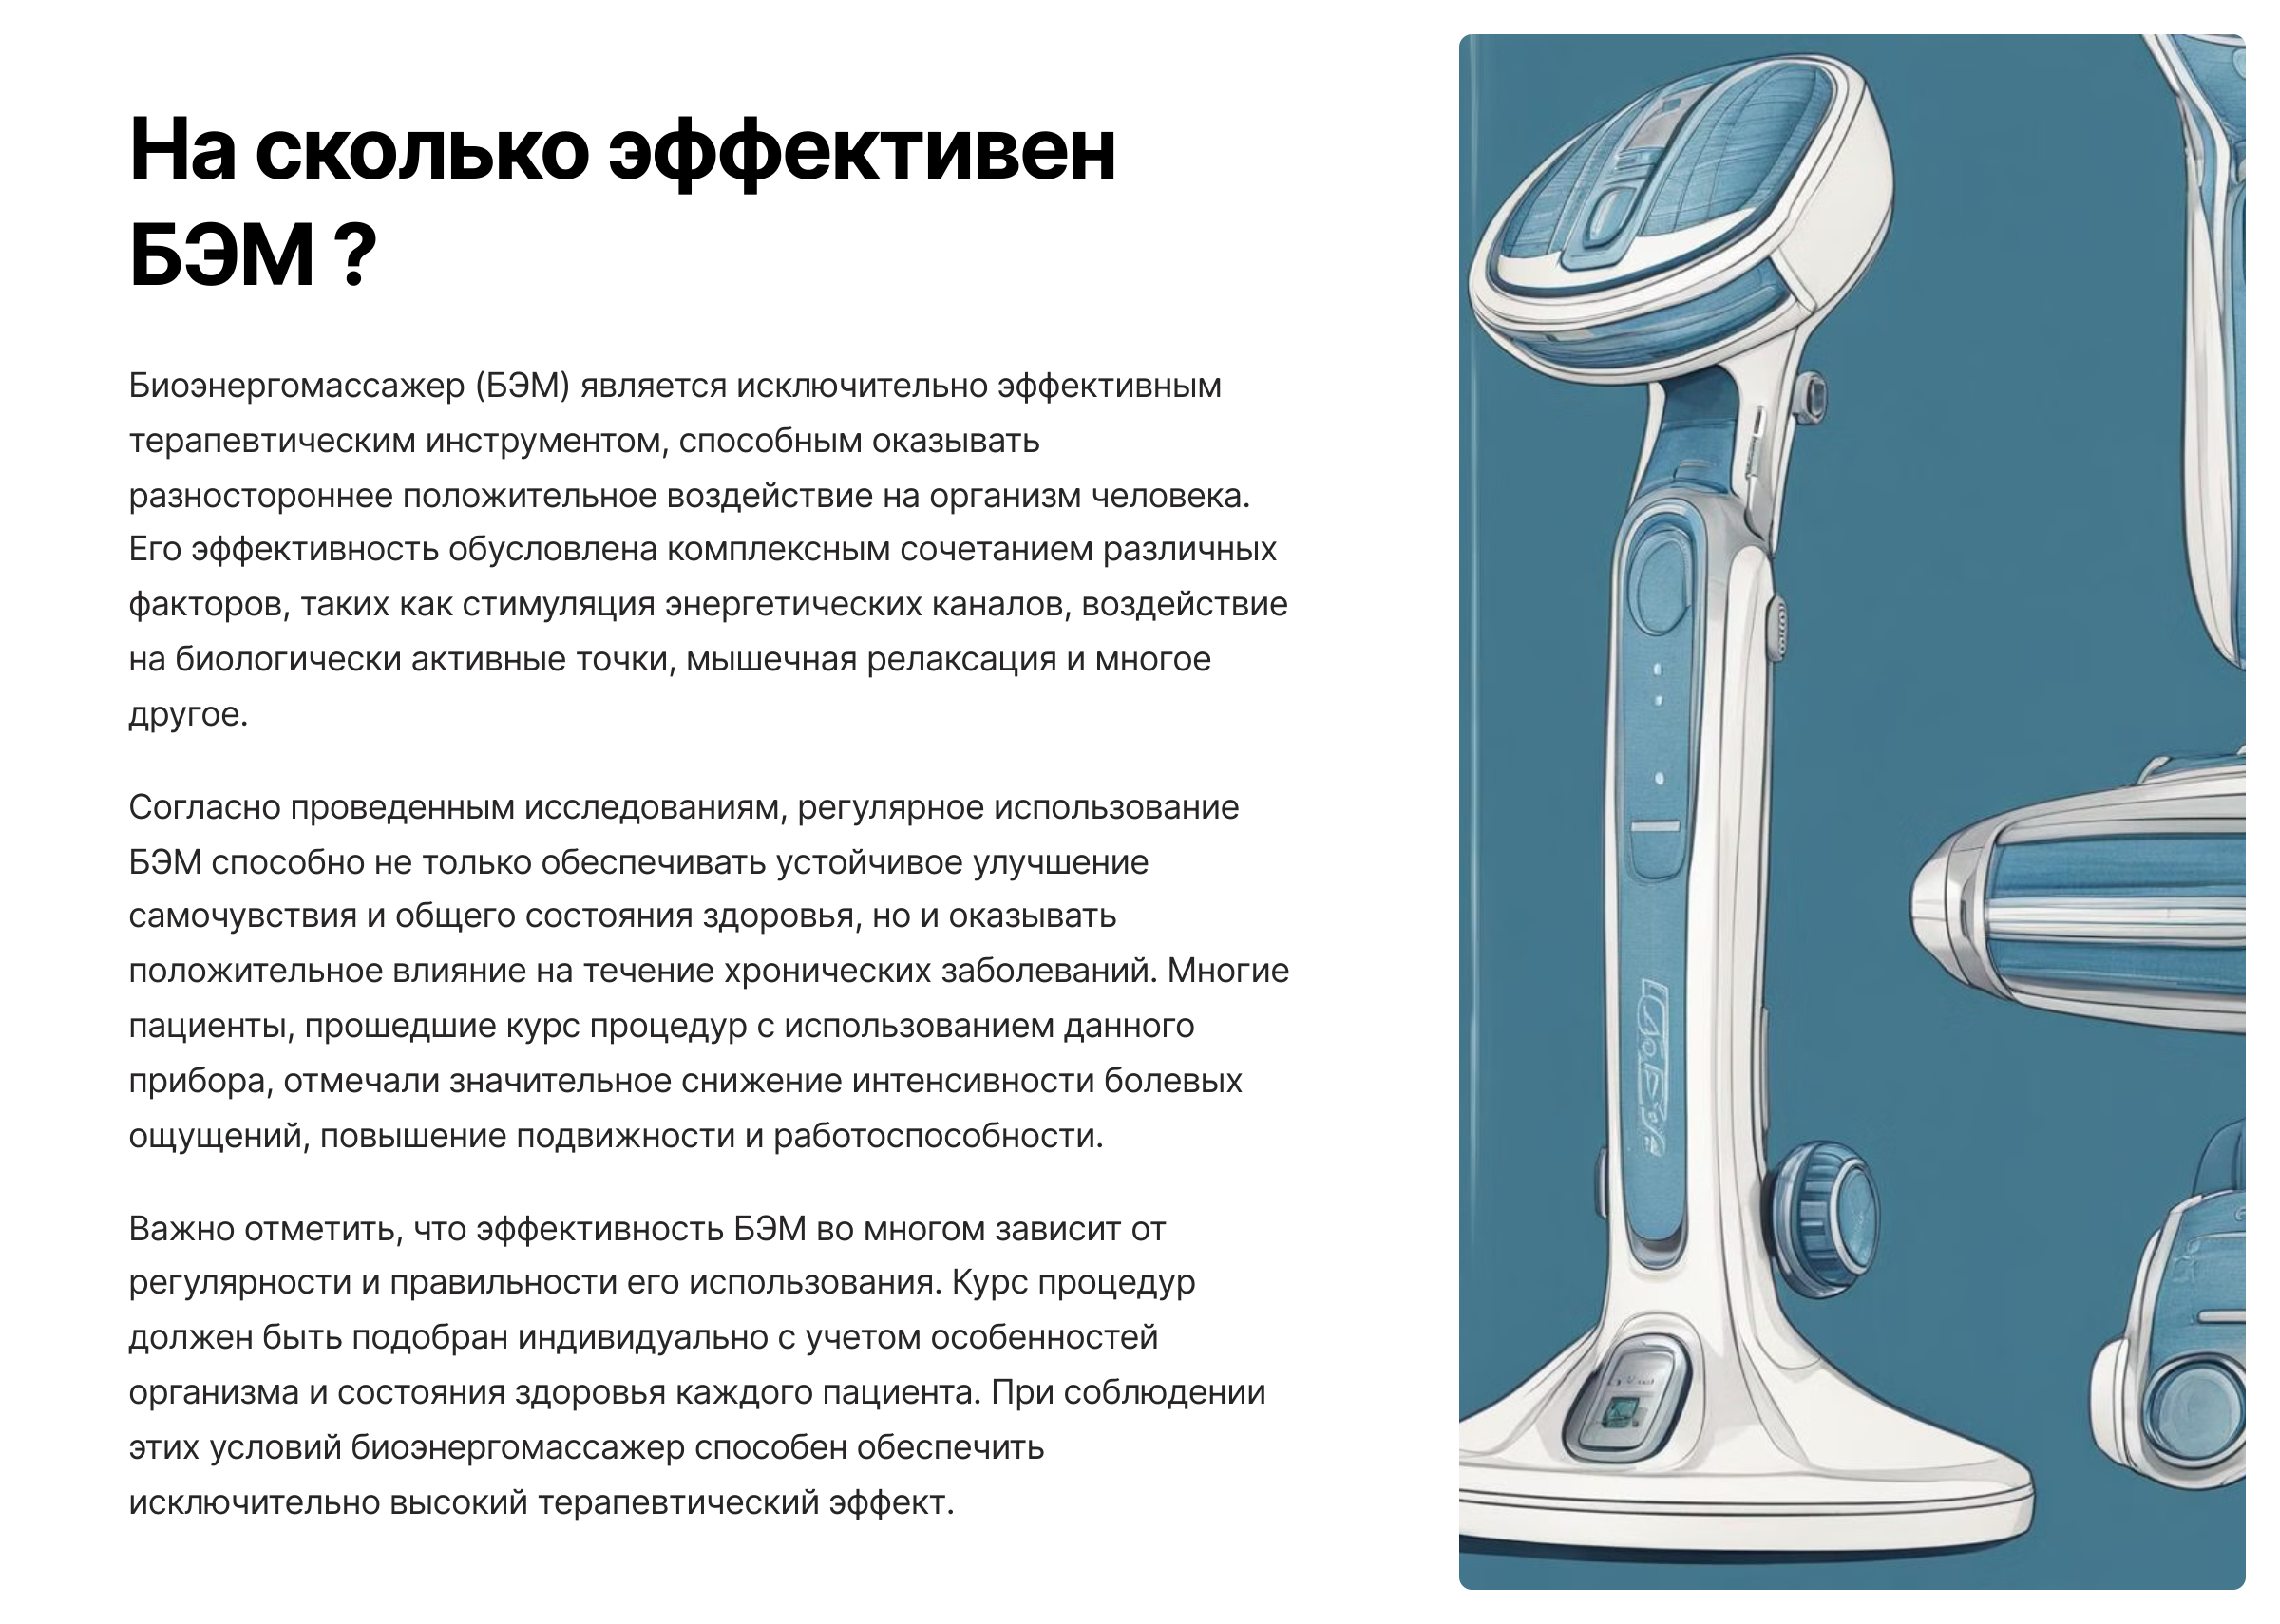 На сколько эффективен
БЭМ ?
Биоэнергомассажер (БЭМ) является исключительно эффективным
терапевтическим инструментом, способным оказывать
разностороннее положительное воздействие на организм человека.
Его эффективность обусловлена комплексным сочетанием различных
факторов, таких как стимуляция энергетических каналов, воздействие
на биологически активные точки, мышечная релаксация и многое
другое.
Согласно проведенным исследованиям, регулярное использование
БЭМ способно не только обеспечивать устойчивое улучшение
самочувствия и общего состояния здоровья, но и оказывать
положительное влияние на течение хронических заболеваний. Многие
пациенты, прошедшие курс процедур с использованием данного
прибора, отмечали значительное снижение интенсивности болевых
ощущений, повышение подвижности и работоспособности.
Важно отметить, что эффективность БЭМ во многом зависит от
регулярности и правильности его использования. Курс процедур
должен быть подобран индивидуально с учетом особенностей
организма и состояния здоровья каждого пациента. При соблюдении
этих условий биоэнергомассажер способен обеспечить
исключительно высокий терапевтический эффект.